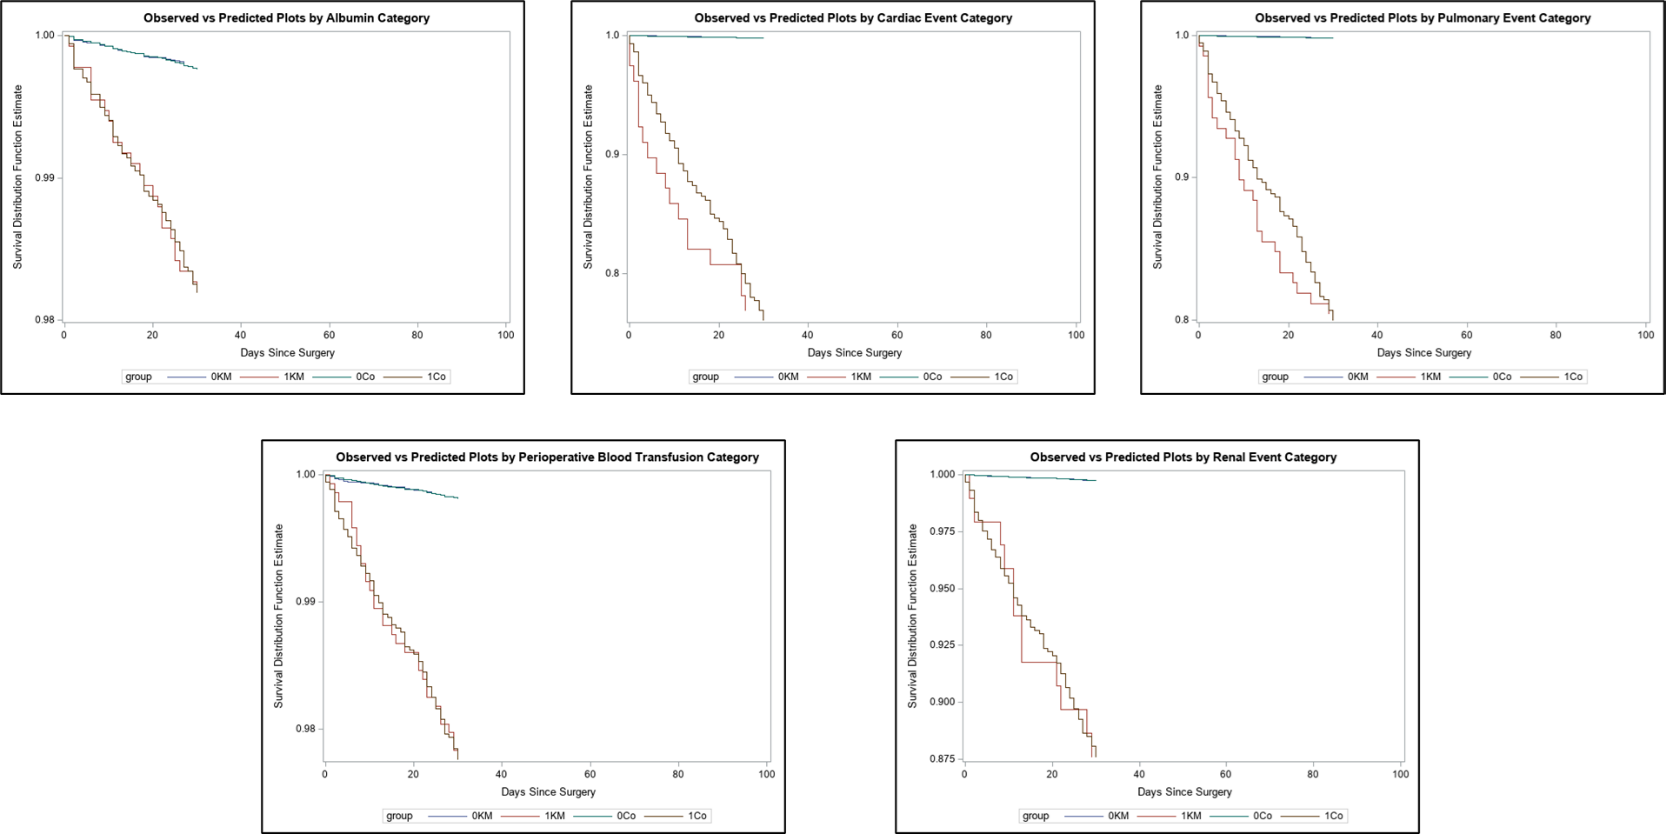 Observed vs Predicted Plots by Albumin Category
1.00
0.99
0.98
Survival Distribution Function Estimate
0 20 40 60 80 100
Days Since Surgery
group 0KM 1KM 0Co 1Co
Observed vs Predicted Plots by Cardiac Event Category
1.0
0.9
0.8
Survival Distribution Function Estimate
0 20 40 60 80 100
Days Since Surgery
group 0KM 1KM 0Co 1Co
Observed vs Predicted Plots by Pulmonary Event Category
1.0
0.9
0.8
Survival Distribution Function Estimate
0 20 40 60 80 100
Days Since Surgery
group 0KM 1KM 0Co 1Co
Observed vs Predicted Plots by Perioperative Blood Transfusion Category
1.00
0.99
0.98
Survival Distribution Function Estimate
0 20 40 60 80 100
Days Since Surgery
group 0KM 1KM 0Co 1Co
Observed vs Predicted Plots by Renal Event Category
1.000
0.975
0.950
0.925
0.900
0.875
Survival Distribution Function Estimate
0 20 40 60 80 100
Days Since Surgery
group 0KM 1KM 0Co 1Co